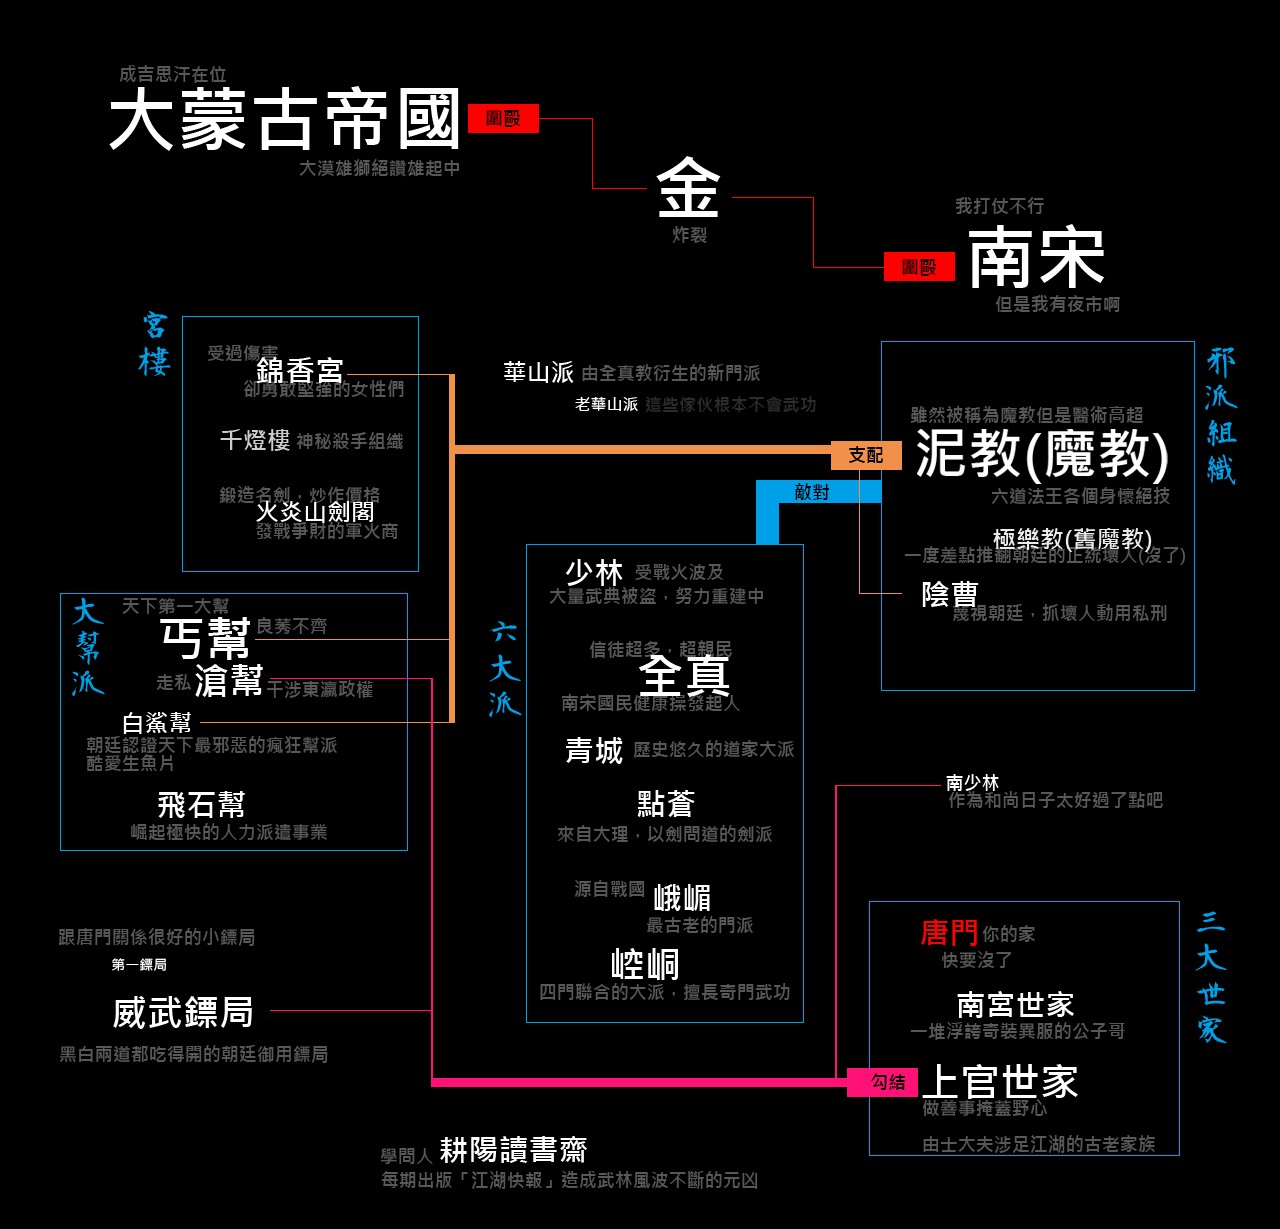 成吉思汗在位
大蒙古帝國
圍毆
大漠雄獅絕讚雄起中
金
炸裂
我打仗不行
圍毆
南宋
但是我有夜市啊
宮樓
受過傷害
錦香宮
卻勇敢堅強的女性們
千燈樓 神秘殺手組織
鍛造名劍，炒作價格
火炎山劍閣
發戰爭財的軍火商
華山派 由全真教衍生的新門派
老華山派 這些傢伙根本不會武功
邪派組織
雖然被稱為魔教但是醫術高超
支配
泥教(魔教)
敵對
六道法王各個身懷絕技
極樂教(舊魔教)
一度差點推翻朝廷的正統壞人(沒了)
陰曹
蔑視朝廷，抓壞人動用私刑
大幫派
天下第一大幫
丐幫 良莠不齊
走私 滄幫 干涉東瀛政權
白鯊幫
朝廷認證天下最邪惡的瘋狂幫派
酷愛生魚片
飛石幫
崛起極快的人力派遣事業
六大派
少林 受戰火波及
大量武典被盜，努力重建中
信徒超多，超親民
全真
南宋國民健康操發起人
青城 歷史悠久的道家大派
點蒼
來自大理，以劍問道的劍派
源自戰國 峨嵋
最古老的門派
崆峒
四門聯合的大派，擅長奇門武功
南少林
作為和尚日子太好過了點吧
跟唐門關係很好的小鏢局
第一鏢局
威武鏢局
黑白兩道都吃得開的朝廷御用鏢局
三大世家
唐門 你的家
快要沒了
南宮世家
一堆浮誇奇裝異服的公子哥
勾結
上官世家
做善事掩蓋野心
由士大夫涉足江湖的古老家族
學問人 耕陽讀書齋
每期出版「江湖快報」造成武林風波不斷的元凶